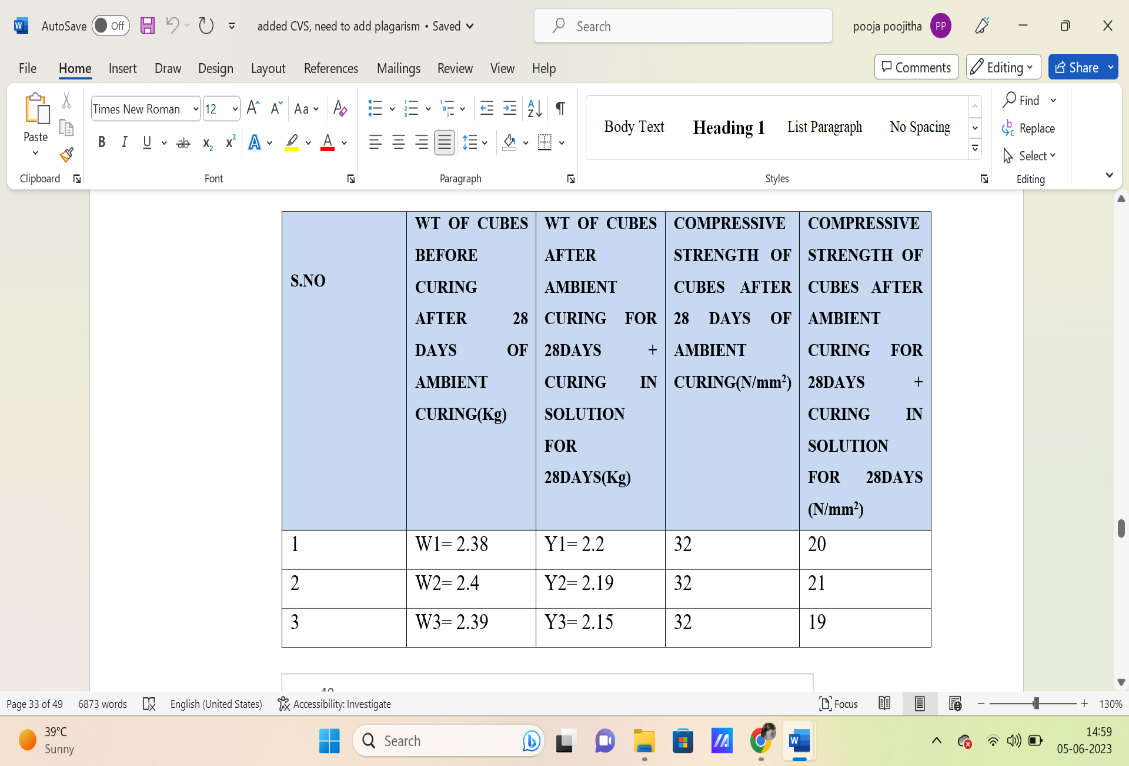 AutoSave Off added CVS, need to add plagarism • Saved Search pooja poojitha PP
File Home Insert Draw Design Layout References Mailings Review View Help Comments Editing Share
Paste Times New Roman 12 Aa Body Text Heading 1 List Paragraph No Spacing Find
B I U ab x₂ x² A A Replace
Select
Clipboard Font Paragraph Styles Editing
S.NO
WT OF CUBES
BEFORE
CURING
AFTER 28
DAYS OF
AMBIENT
CURING(Kg)
WT OF CUBES
AFTER
AMBIENT
CURING FOR
28DAYS +
CURING IN
SOLUTION
FOR
28DAYS(Kg)
COMPRESSIVE
STRENGTH OF
CUBES AFTER
28 DAYS OF
AMBIENT
CURING(N/mm²)
COMPRESSIVE
STRENGTH OF
CUBES AFTER
AMBIENT
CURING FOR
28DAYS +
CURING IN
SOLUTION
FOR 28DAYS
(N/mm²)
1 W1= 2.38 Y1= 2.2 32 20
2 W2= 2.4 Y2= 2.19 32 21
3 W3= 2.39 Y3= 2.15 32 19
Page 33 of 49 6873 words English (United States) Accessibility: Investigate Focus 130%
39°C
Sunny
Search
14:59
05-06-2023